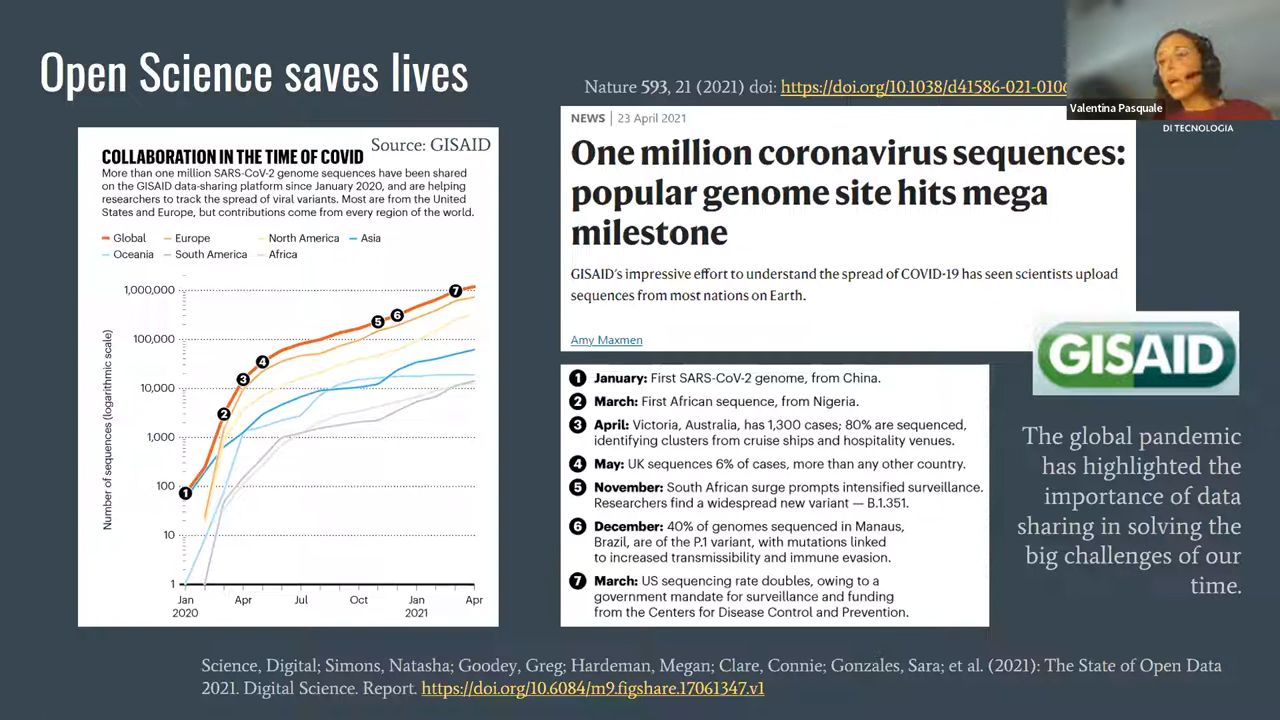 Open Science saves lives
Nature 593, 21 (2021) doi: https://doi.org/10.1038/d41586-021-010
Valentina Pasquale
DI TECNOLOGIA
Source: GISAID
COLLABORATION IN THE TIME OF COVID
More than one million SARS-CoV-2 genome sequences have been shared
on the GISAID data-sharing platform since January 2020, and are helping
researchers to track the spread of viral variants. Most are from the United
States and Europe, but contributions come from every region of the world.
Global Europe North America Asia
Oceania South America Africa
Number of sequences (logarithmic scale)
1,000,000
100,000
10,000
1,000
100
10
1
1 2 3 4 5 6 7
Jan Apr Jul Oct Jan Apr
2020 2021
NEWS | 23 April 2021
One million coronavirus sequences:
popular genome site hits mega
milestone
GISAID's impressive effort to understand the spread of COVID-19 has seen scientists upload
sequences from most nations on Earth.
Amy Maxmen
GISAID
1 January: First SARS-CoV-2 genome, from China.
2 March: First African sequence, from Nigeria.
3 April: Victoria, Australia, has 1,300 cases; 80% are sequenced,
identifying clusters from cruise ships and hospitality venues.
4 May: UK sequences 6% of cases, more than any other country.
5 November: South African surge prompts intensified surveillance.
Researchers find a widespread new variant — B.1.351.
6 December: 40% of genomes sequenced in Manaus,
Brazil, are of the P.1 variant, with mutations linked
to increased transmissibility and immune evasion.
7 March: US sequencing rate doubles, owing to a
government mandate for surveillance and funding
from the Centers for Disease Control and Prevention.
The global pandemic
has highlighted the
importance of data
sharing in solving the
big challenges of our
time.
Science, Digital; Simons, Natasha; Goodey, Greg; Hardeman, Megan; Clare, Connie; Gonzales, Sara; et al. (2021): The State of Open Data
2021. Digital Science. Report. https://doi.org/10.6084/m9.figshare.17061347.v1